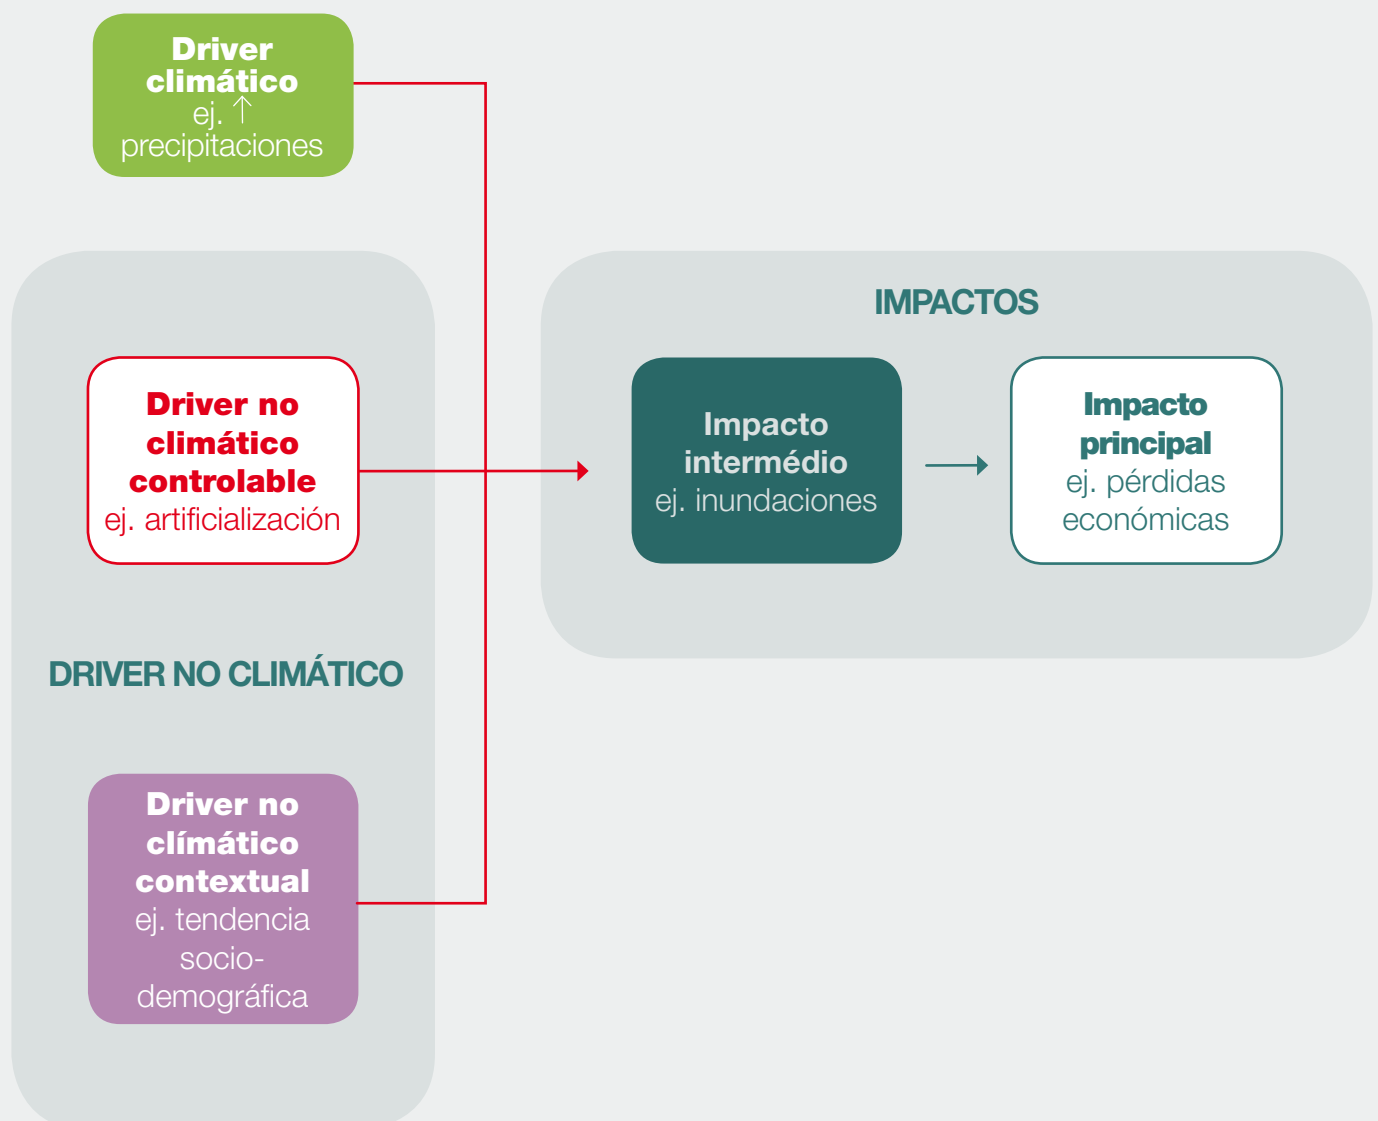 Driver
climático
ej. ↑
precipitaciones
IMPACTOS
Driver no
climático
controlable
ej. artificialización
Impacto
intermédio
ej. inundaciones
Impacto
principal
ej. pérdidas
económicas
DRIVER NO CLIMÁTICO
Driver no
clímático
contextual
ej. tendencia
socio-
demográfica